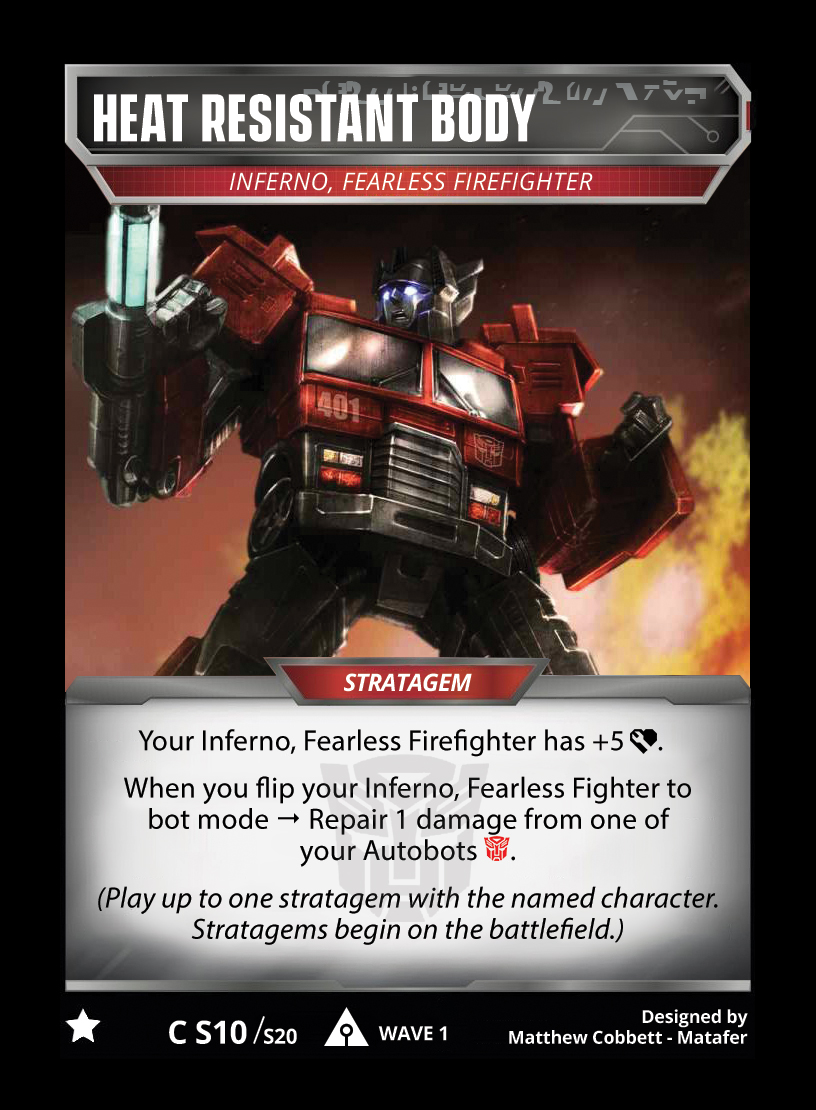 HEAT RESISTANT BODY
INFERNO, FEARLESS FIREFIGHTER
401
STRATAGEM
Your Inferno, Fearless Firefighter has +5 .
When you flip your Inferno, Fearless Fighter to
bot mode → Repair 1 damage from one of
your Autobots .
(Play up to one stratagem with the named character.
Stratagems begin on the battlefield.)
C S10 /S20
WAVE 1
Designed by
Matthew Cobbett - Matafer